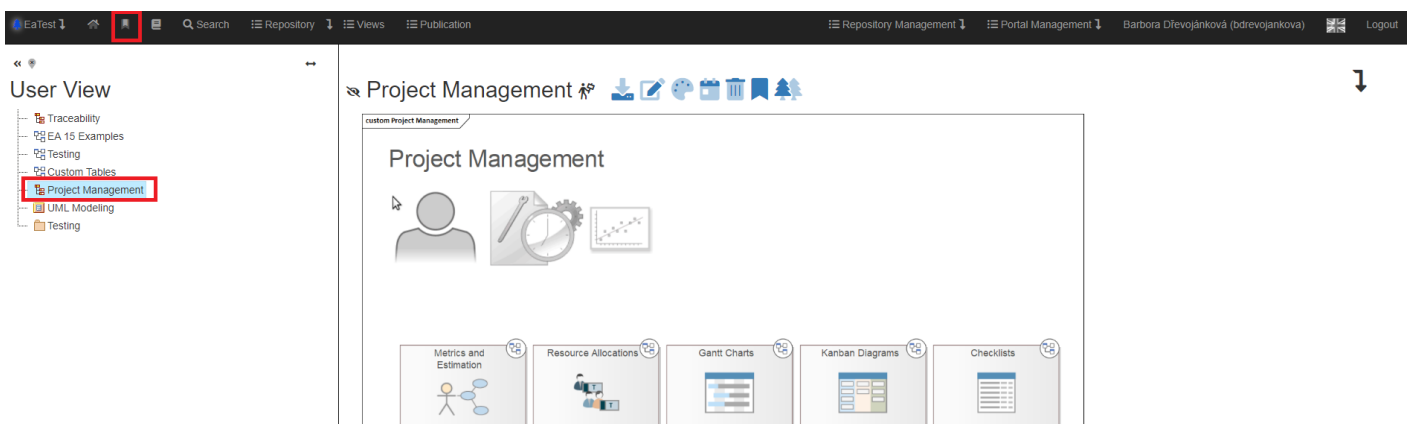 EaTest
Search
Repository
Views
Publication
Repository Management
Portal Management
Barbora Dřevojánková (bdrevojankova)
Logout
User View
Traceability
EA 15 Examples
Testing
Custom Tables
Project Management
UML Modeling
Testing
Project Management
custom Project Management
Project Management
Metrics and
Estimation
Resource Allocations
Gantt Charts
Kanban Diagrams
Checklists